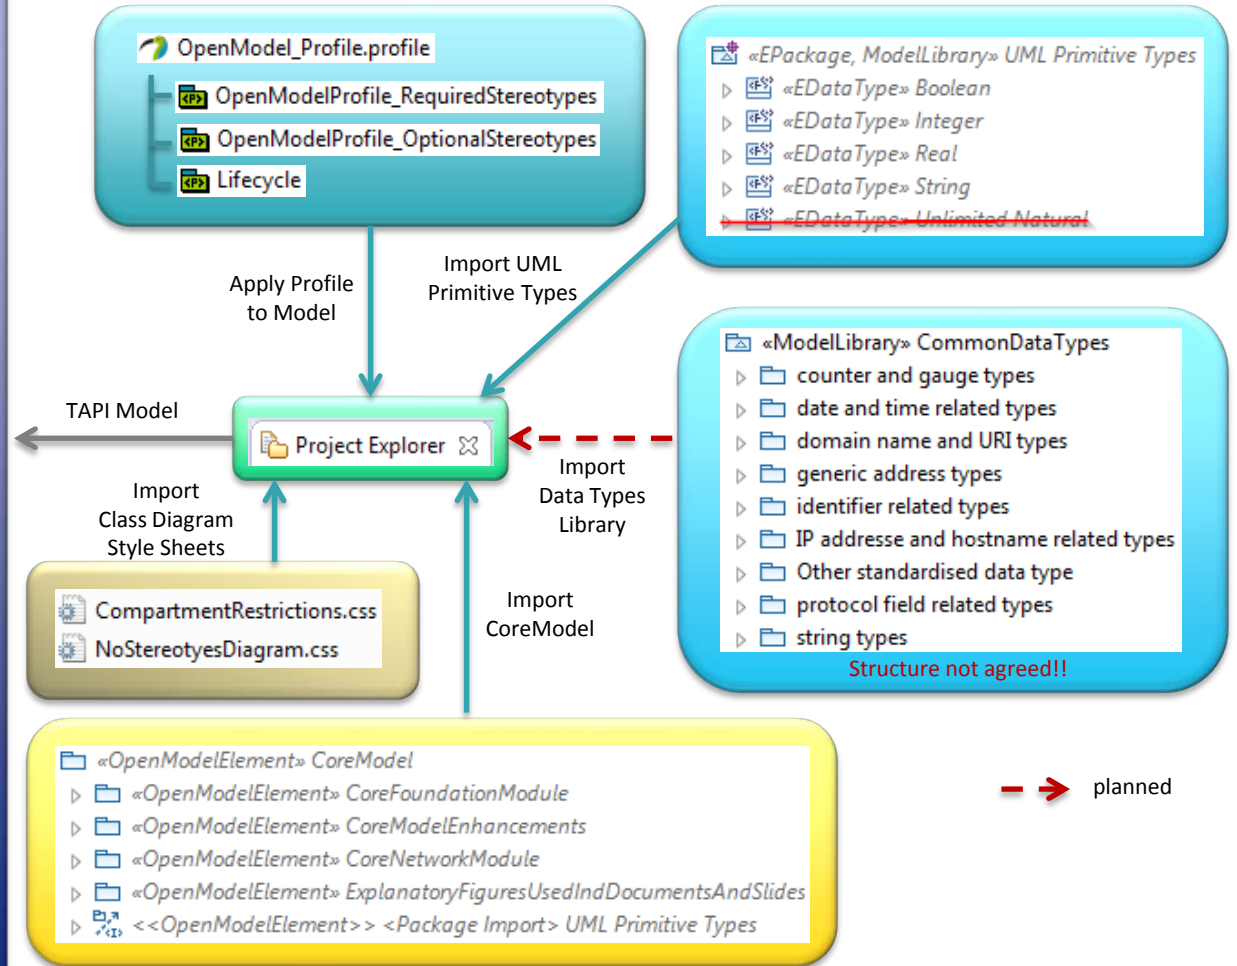 OpenModel_Profile.profile
OpenModelProfile_RequiredStereotypes
OpenModelProfile_OptionalStereotypes
Lifecycle
«EPackage, ModelLibrary» UML Primitive Types
«EDataType» Boolean
«EDataType» Integer
«EDataType» Real
«EDataType» String
«EDataType» Unlimited Natural
Apply Profile
to Model
Import UML
Primitive Types
TAPI Model
Project Explorer
Import
Data Types
Library
«ModelLibrary» CommonDataTypes
counter and gauge types
date and time related types
domain name and URI types
generic address types
identifier related types
IP addresse and hostname related types
Other standardised data type
protocol field related types
string types
Structure not agreed!!
Import
Class Diagram
Style Sheets
CompartmentRestrictions.css
NoStereotyesDiagram.css
Import
CoreModel
«OpenModelElement» CoreModel
«OpenModelElement» CoreFoundationModule
«OpenModelElement» CoreModelEnhancements
«OpenModelElement» CoreNetworkModule
«OpenModelElement» ExplanatoryFiguresUsedIndDocumentsAndSlides
<<OpenModelElement>> <Package Import> UML Primitive Types
planned